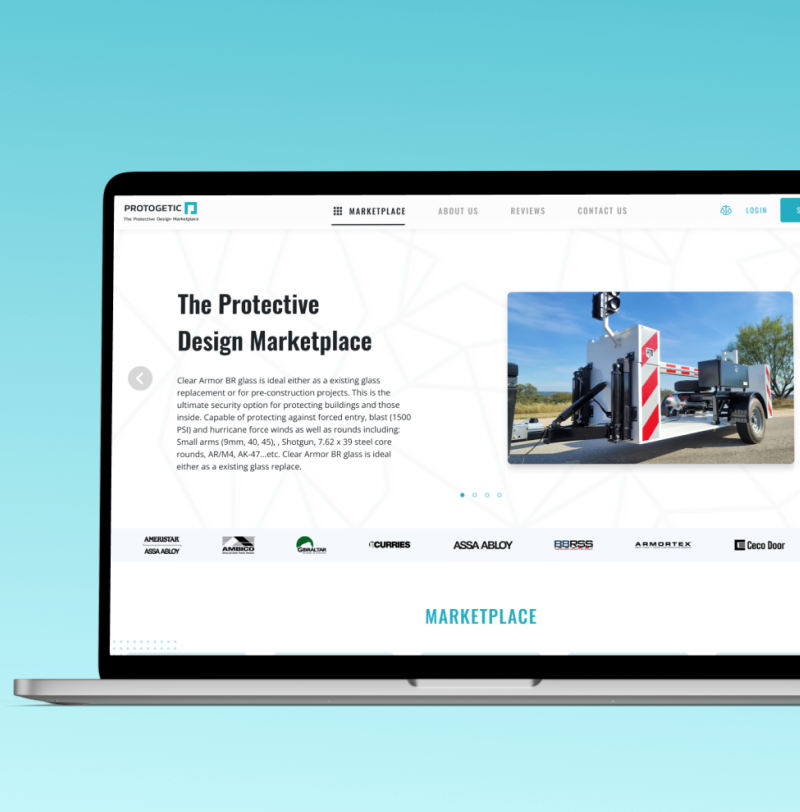 PROTOGETIC
The Protective Design Marketplace
MARKETPLACE
ABOUT US
REVIEWS
CONTACT US
LOGIN
The Protective
Design Marketplace
Clear Armor BR glass is ideal either as a existing glass
replacement or for pre-construction projects. This is the
ultimate security option for protecting buildings and those
inside. Capable of protecting against forced entry, blast (1500
PSI) and hurricane force winds as well as rounds including:
Small arms (9mm, 40, 45), , Shotgun, 7.62 x 39 steel core
rounds, AR/M4, AK-47...etc. Clear Armor BR glass is ideal
either as a existing glass replace.
AMERISTAR
ASSA ABLOY
AMBICO
GIBRALTAR
CURRIES
ASSA ABLOY
BBRSS
ARMORTEX
Ceco Door
MARKETPLACE